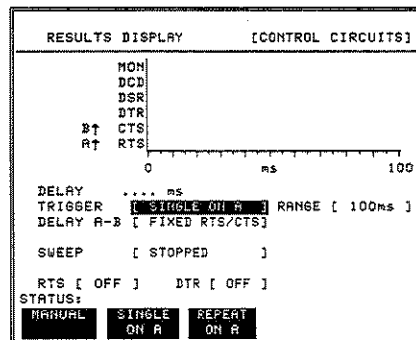 RESULTS DISPLAY [CONTROL CIRCUITS]
MON
DCD
DSR
DTR
B↑ CTS
A↑ RTS
0 ms 100
DELAY .... ms
TRIGGER [ SINGLE ON A ] RANGE [ 100ms ]
DELAY A-B [ FIXED RTS/CTS]
SWEEP [ STOPPED ]
RTS [ OFF ] DTR [ OFF ]
STATUS:
MANUAL SINGLE REPEAT
ON A ON A